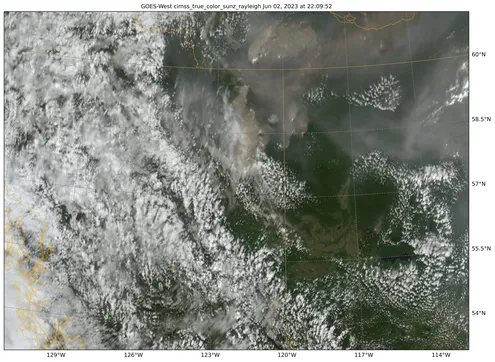 GOES-West cimss_true_color_sunz_rayleigh Jun 02, 2023 at 22:09:52
60°N
58.5°N
57°N
55.5°N
54°N
129°W 126°W 123°W 120°W 117°W 114°W